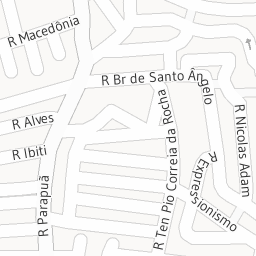 R Macedônia
R Br de Santo Ângelo
R Alves
R Ibiti
R Parapuã
R Ten Pio Correia da Rocha
R Nicolas Adam
R Expressionismo